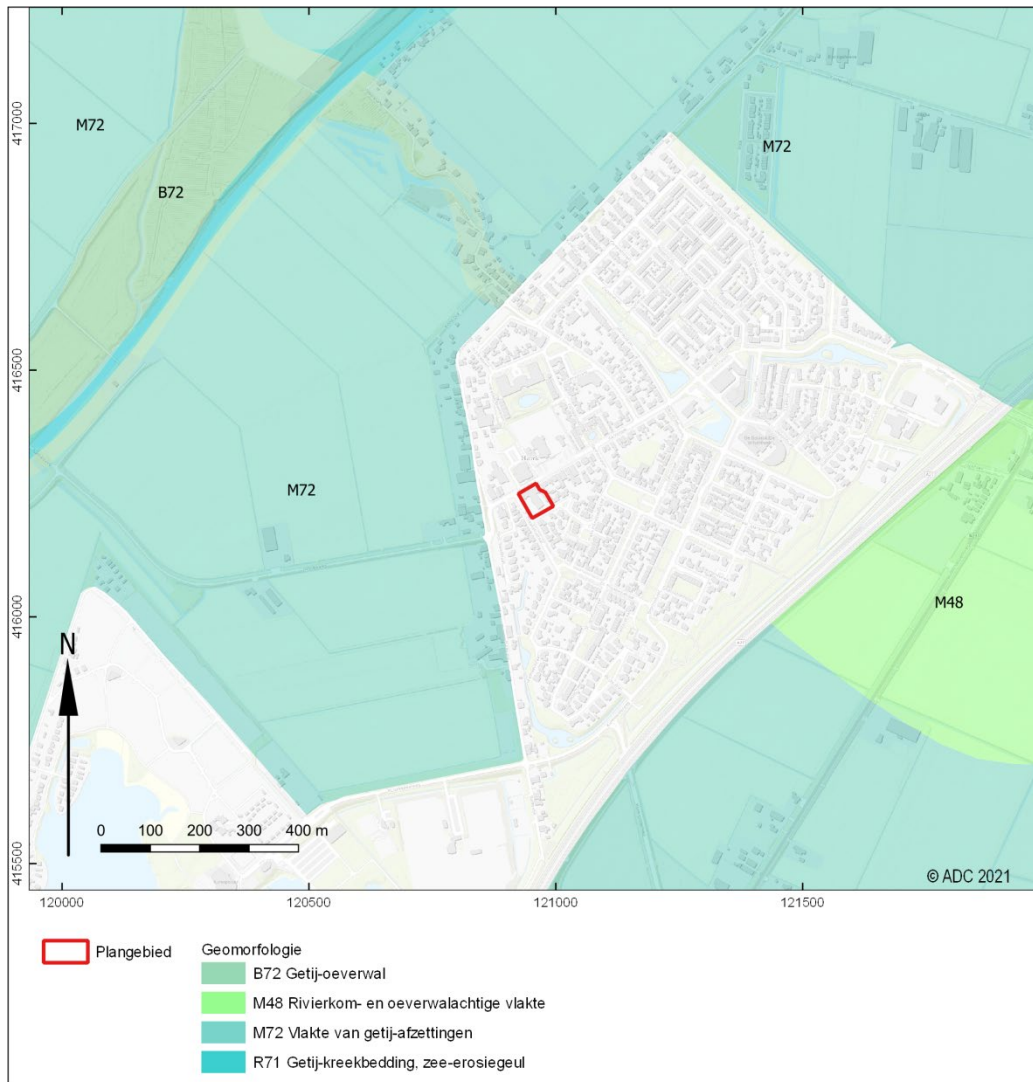 417000
416500
416000
415500
M72
B72
M72
M72
M48
N
0 100 200 300 400 m
© ADC 2021
120000 120500 121000 121500
Plangebied
Geomorfologie
B72 Getij-oeverwal
M48 Rivierkom- en oeverwalachtige vlakte
M72 Vlakte van getij-afzettingen
R71 Getij-kreekbedding, zee-erosiegeul